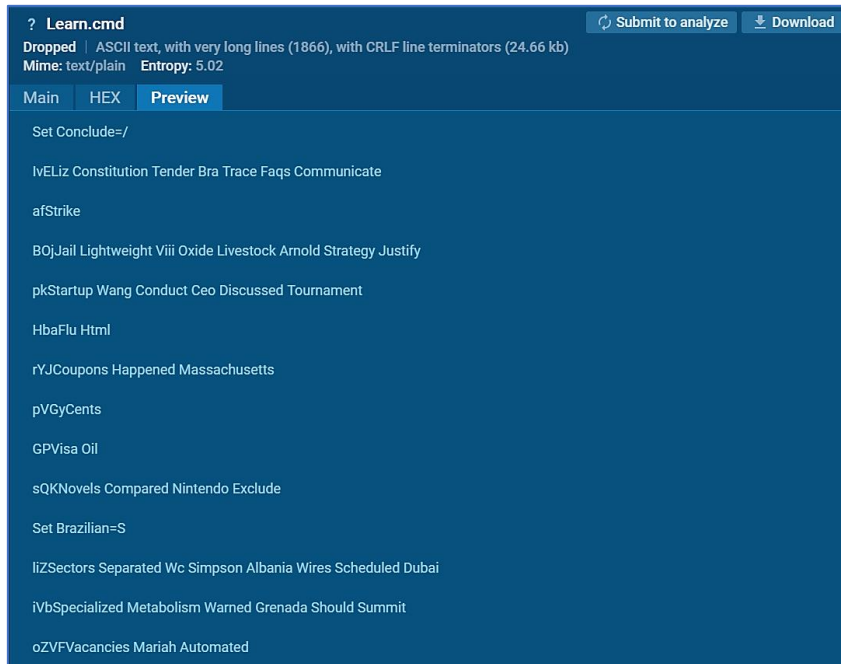 ? Learn.cmd
Submit to analyze
Download
Dropped | ASCII text, with very long lines (1866), with CRLF line terminators (24.66 kb)
Mime: text/plain Entropy: 5.02
Main HEX Preview
Set Conclude=/
IvELiz Constitution Tender Bra Trace Faqs Communicate
afStrike
BOjJail Lightweight Viii Oxide Livestock Arnold Strategy Justify
pkStartup Wang Conduct Ceo Discussed Tournament
HbaFlu Html
rYJCoupons Happened Massachusetts
pVGyCents
GPVisa Oil
sQKNovels Compared Nintendo Exclude
Set Brazilian=S
liZSectors Separated Wc Simpson Albania Wires Scheduled Dubai
iVbSpecialized Metabolism Warned Grenada Should Summit
oZVFVacancies Mariah Automated